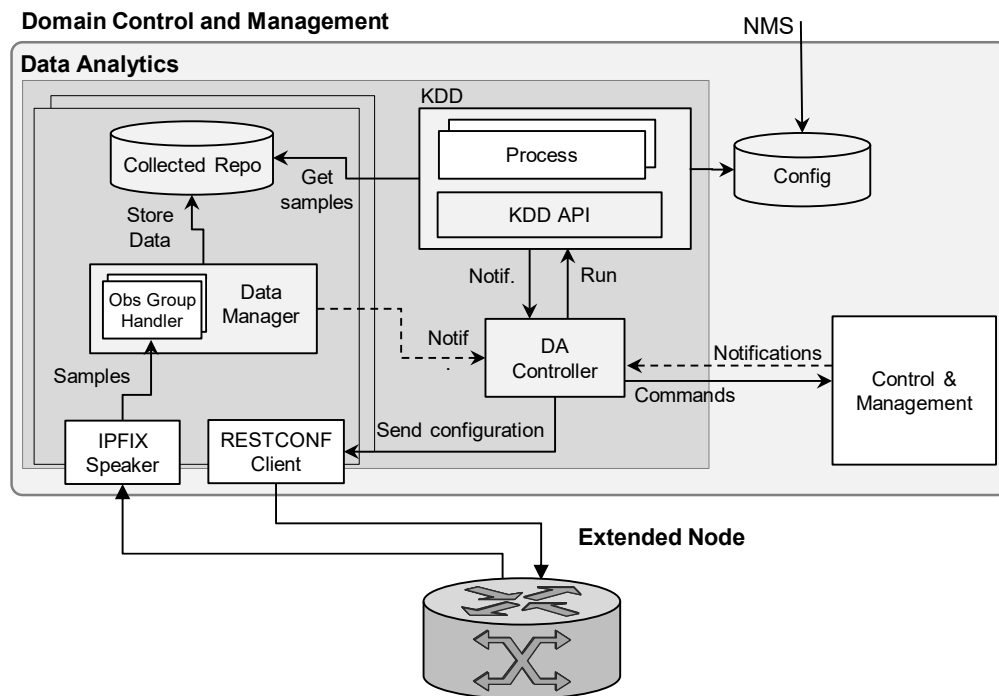 Domain Control and Management
NMS
Data Analytics
KDD
Process
Collected Repo
Get
samples
Config
KDD API
Store
Data
Notif.
Run
Obs Group
Handler
Data
Manager
Notif
.
DA
Controller
Notifications
Commands
Control &
Management
Samples
IPFIX
Speaker
RESTCONF
Client
Send configuration
Extended Node